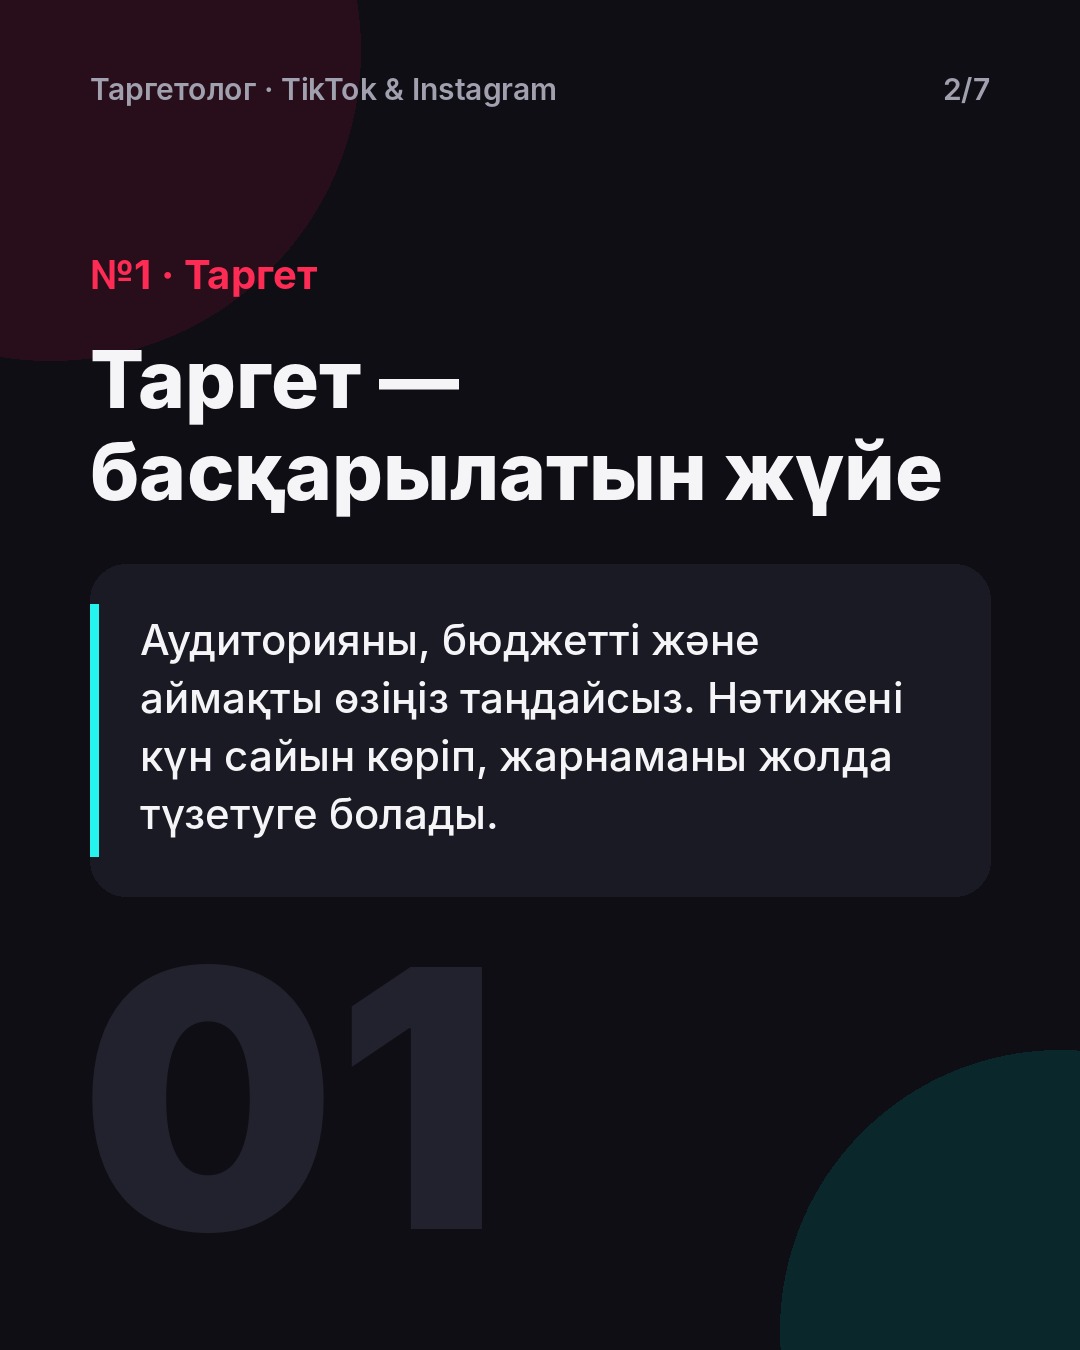 Таргетолог · TikTok & Instagram
2/7
№1 · Таргет
Таргет —
басқарылатын жүйе
Аудиторияны, бюджетті және
аймақты өзіңіз таңдайсыз. Нәтижені
күн сайын көріп, жарнаманы жолда
түзетуге болады.
01